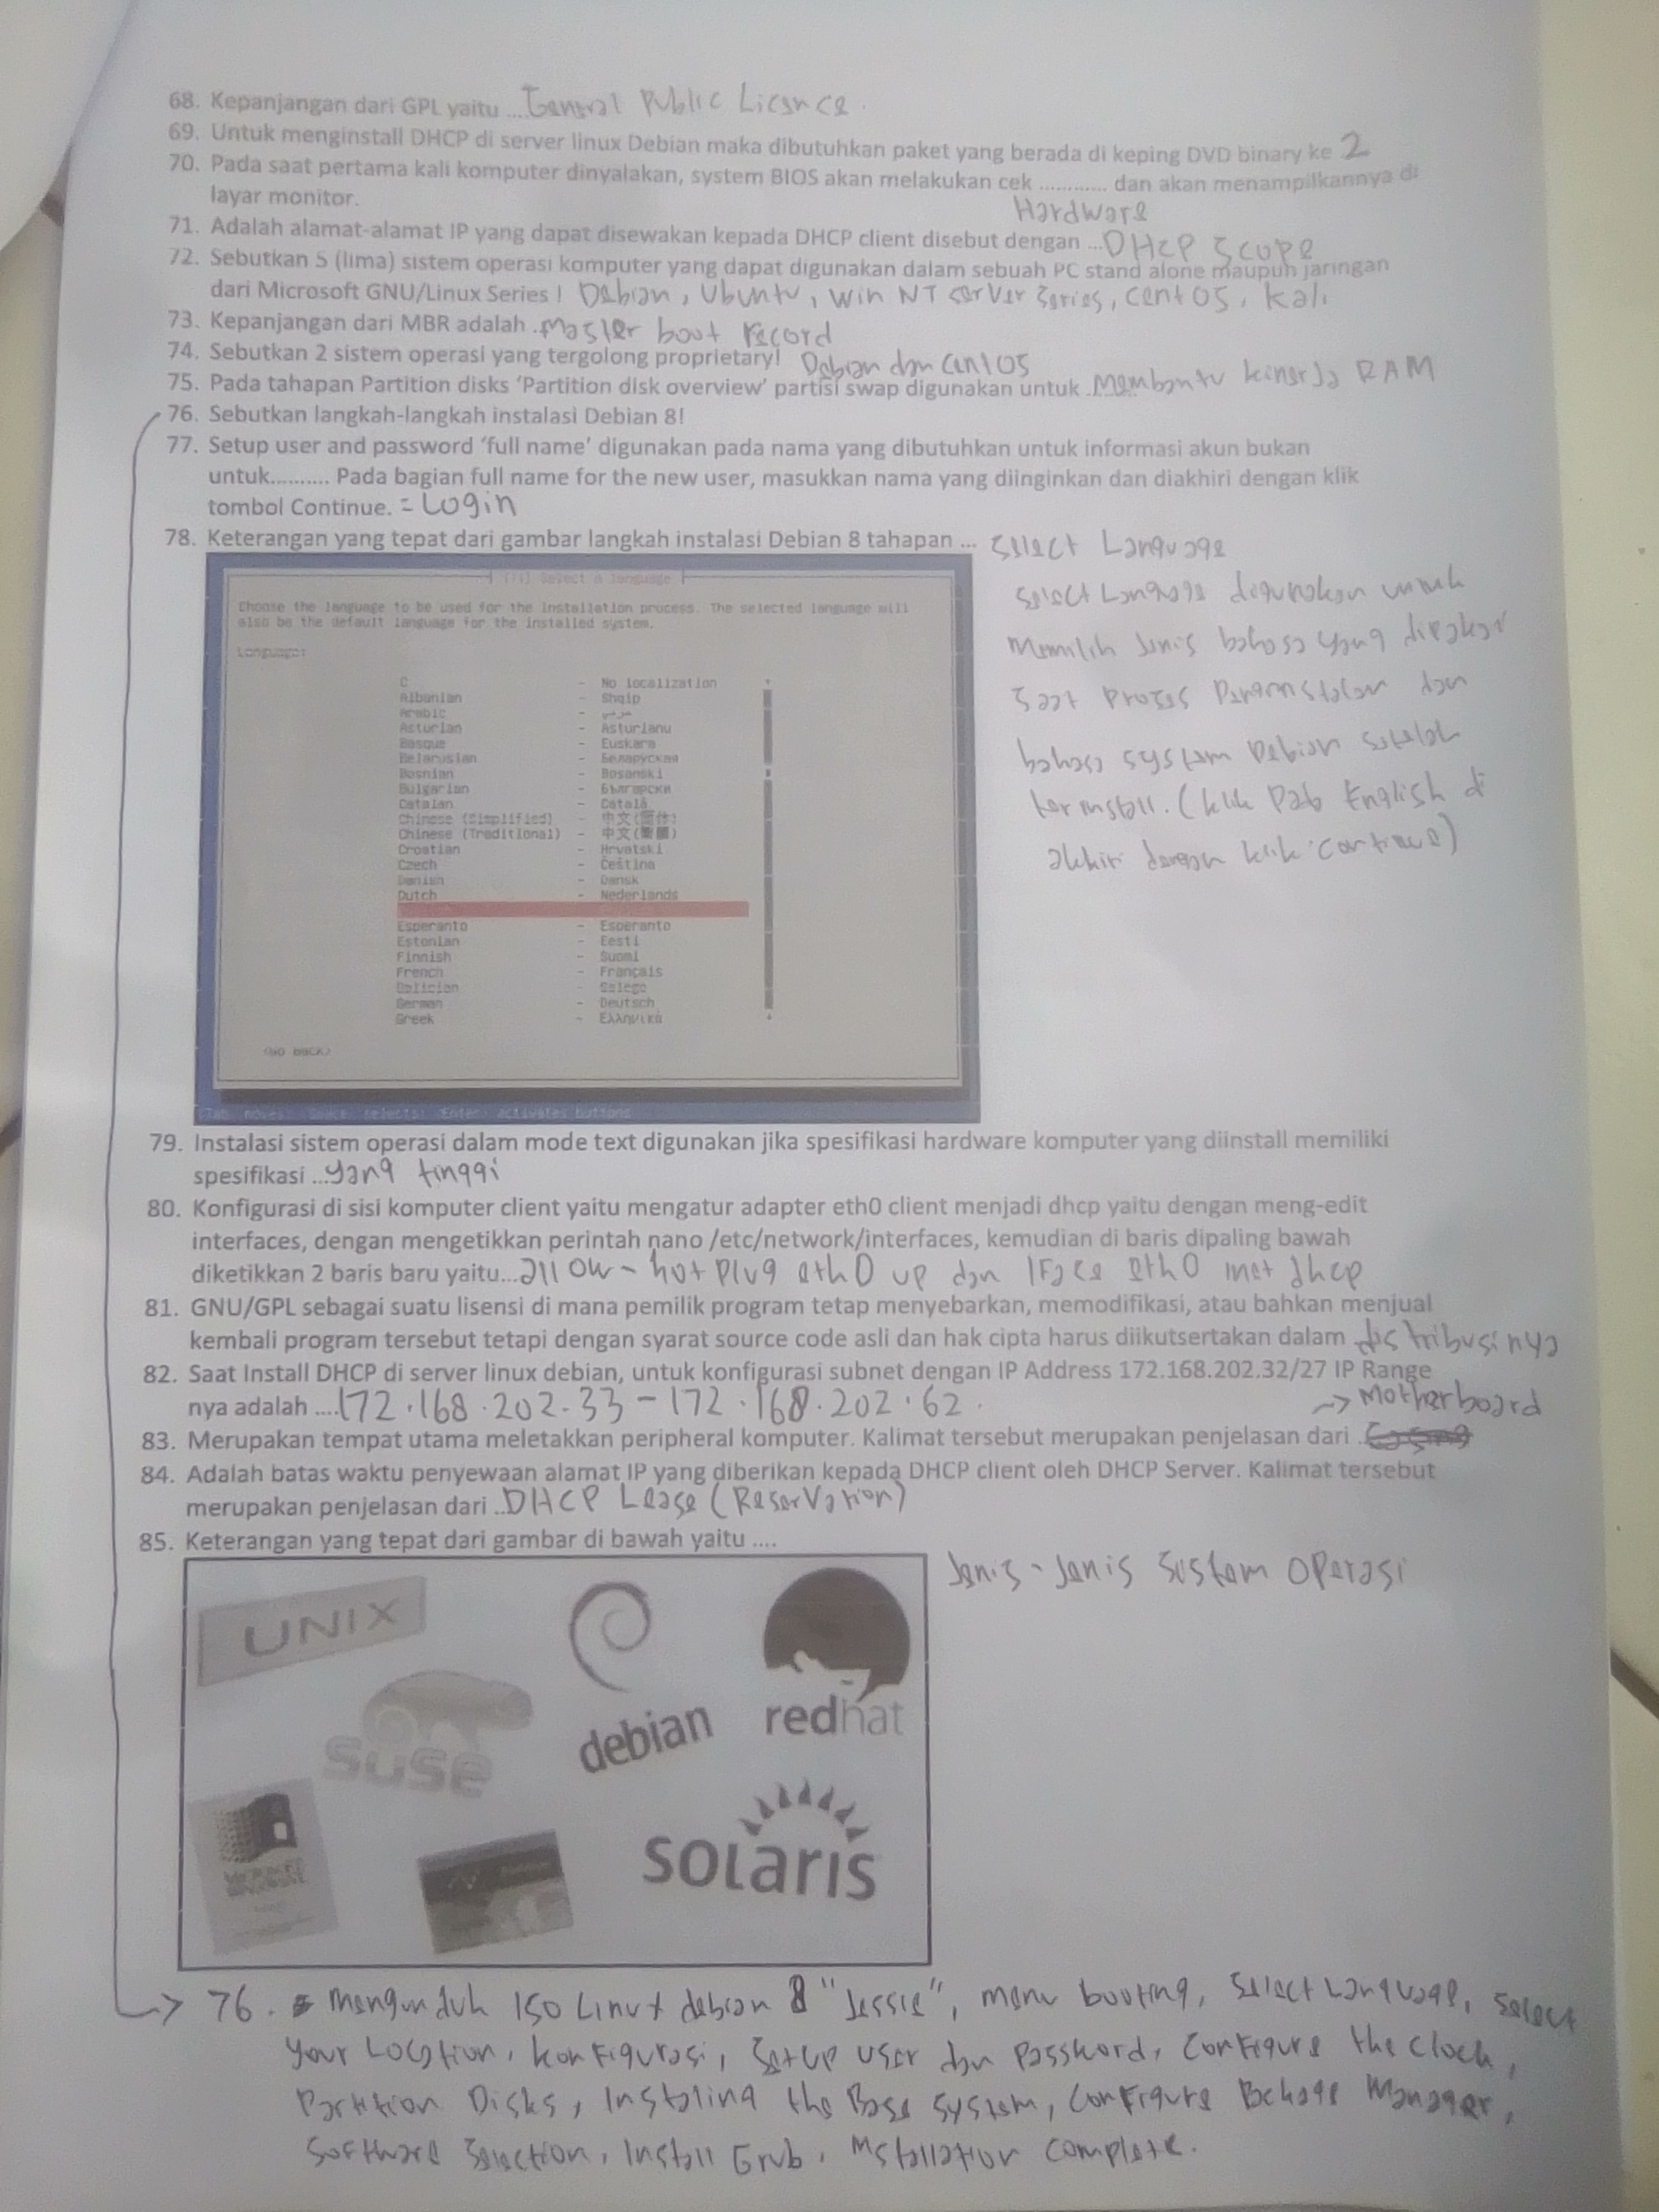 68. Kepanjangan dari GPL yaitu ... General Public Licence.
69. Untuk menginstall DHCP di server linux Debian maka dibutuhkan paket yang berada di keping DVD binary ke 2
70. Pada saat pertama kali komputer dinyalakan, system BIOS akan melakukan cek ............ dan akan menampilkannya di
layar monitor.
Hardware
71. Adalah alamat-alamat IP yang dapat disewakan kepada DHCP client disebut dengan ... DHCP Scope
72. Sebutkan 5 (lima) sistem operasi komputer yang dapat digunakan dalam sebuah PC stand alone maupun jaringan
dari Microsoft GNU/Linux Series ! Debian, Ubuntu, Win NT server series, Cent OS, Kali
73. Kepanjangan dari MBR adalah . Master boot record
74. Sebutkan 2 sistem operasi yang tergolong proprietary! Debian dan CentOS
75. Pada tahapan Partition disks 'Partition disk overview' partisi swap digunakan untuk ... Membantu kinerja RAM
76. Sebutkan langkah-langkah instalasi Debian 8!
77. Setup user and password 'full name' digunakan pada nama yang dibutuhkan untuk informasi akun bukan
untuk.......... Pada bagian full name for the new user, masukkan nama yang diinginkan dan diakhiri dengan klik
tombol Continue. = Login
78. Keterangan yang tepat dari gambar langkah instalasi Debian 8 tahapan ... Select Language
Select Language digunakan untuk
Memilih Jenis bahasa yang dipakai
Saat proses Penginstalan dan
bahasa system Debian setelah
terinstall. (klik pab English di
akhiri dengan klik continue)
[!!] Select a language
Choose the language to be used for the installation process. The selected language will
also be the default language for the installed system.
Language:
C - No localization
Albanian - Shqip
Arabic - عربي
Asturian - Asturianu
Basque - Euskara
Belarusian - Беларуская
Bosnian - Bosanski
Bulgarian - Български
Catalan - Català
Chinese (Simplified) - 中文(简体)
Chinese (Traditional) - 中文(繁體)
Croatian - Hrvatski
Czech - Čeština
Danish - Dansk
Dutch - Nederlands
Esperanto - Esperanto
Estonian - Eesti
Finnish - Suomi
French - Français
Galician - Galego
German - Deutsch
Greek - Ελληνικά
<Go Back>
<Tab> moves; <Space> selects; <Enter> activates buttons
79. Instalasi sistem operasi dalam mode text digunakan jika spesifikasi hardware komputer yang diinstall memiliki
spesifikasi ... yang tinggi
80. Konfigurasi di sisi komputer client yaitu mengatur adapter eth0 client menjadi dhcp yaitu dengan meng-edit
interfaces, dengan mengetikkan perintah nano /etc/network/interfaces, kemudian di baris dipaling bawah
diketikkan 2 baris baru yaitu... allow-hotplug eth0 up dan iface eth0 inet dhcp
81. GNU/GPL sebagai suatu lisensi di mana pemilik program tetap menyebarkan, memodifikasi, atau bahkan menjual
kembali program tersebut tetapi dengan syarat source code asli dan hak cipta harus diikutsertakan dalam distribusinya
82. Saat Install DHCP di server linux debian, untuk konfigurasi subnet dengan IP Address 172.168.202.32/27 IP Range
nya adalah .... 172.168.202.33 - 172.168.202.62.
→ Motherboard
83. Merupakan tempat utama meletakkan peripheral komputer. Kalimat tersebut merupakan penjelasan dari .
84. Adalah batas waktu penyewaan alamat IP yang diberikan kepada DHCP client oleh DHCP Server. Kalimat tersebut
merupakan penjelasan dari .. DHCP Lease (Reservation)
85. Keterangan yang tepat dari gambar di bawah yaitu ....
Jenis-Jenis Sistem Operasi
UNIX
debian
redhat
SUSE
solaris
→ 76. Mengunduh ISO Linux debian 8 "Jessie", menu booting, Select Language, Select
your Location, konfigurasi, Setup user dan Password, Configure the clock,
Partition Disks, Instaling the Base System, Configure Package Manager,
Software Selection, Install Grub, Installation complete.